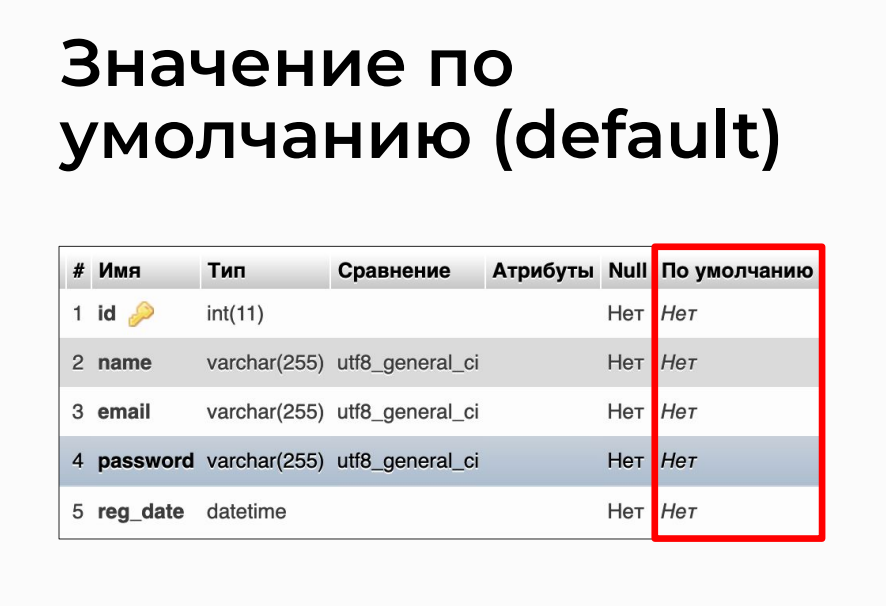 Значение по
умолчанию (default)
# Имя Тип Сравнение Атрибуты Null По умолчанию
1 id int(11) Нет Нет
2 name varchar(255) utf8_general_ci Нет Нет
3 email varchar(255) utf8_general_ci Нет Нет
4 password varchar(255) utf8_general_ci Нет Нет
5 reg_date datetime Нет Нет